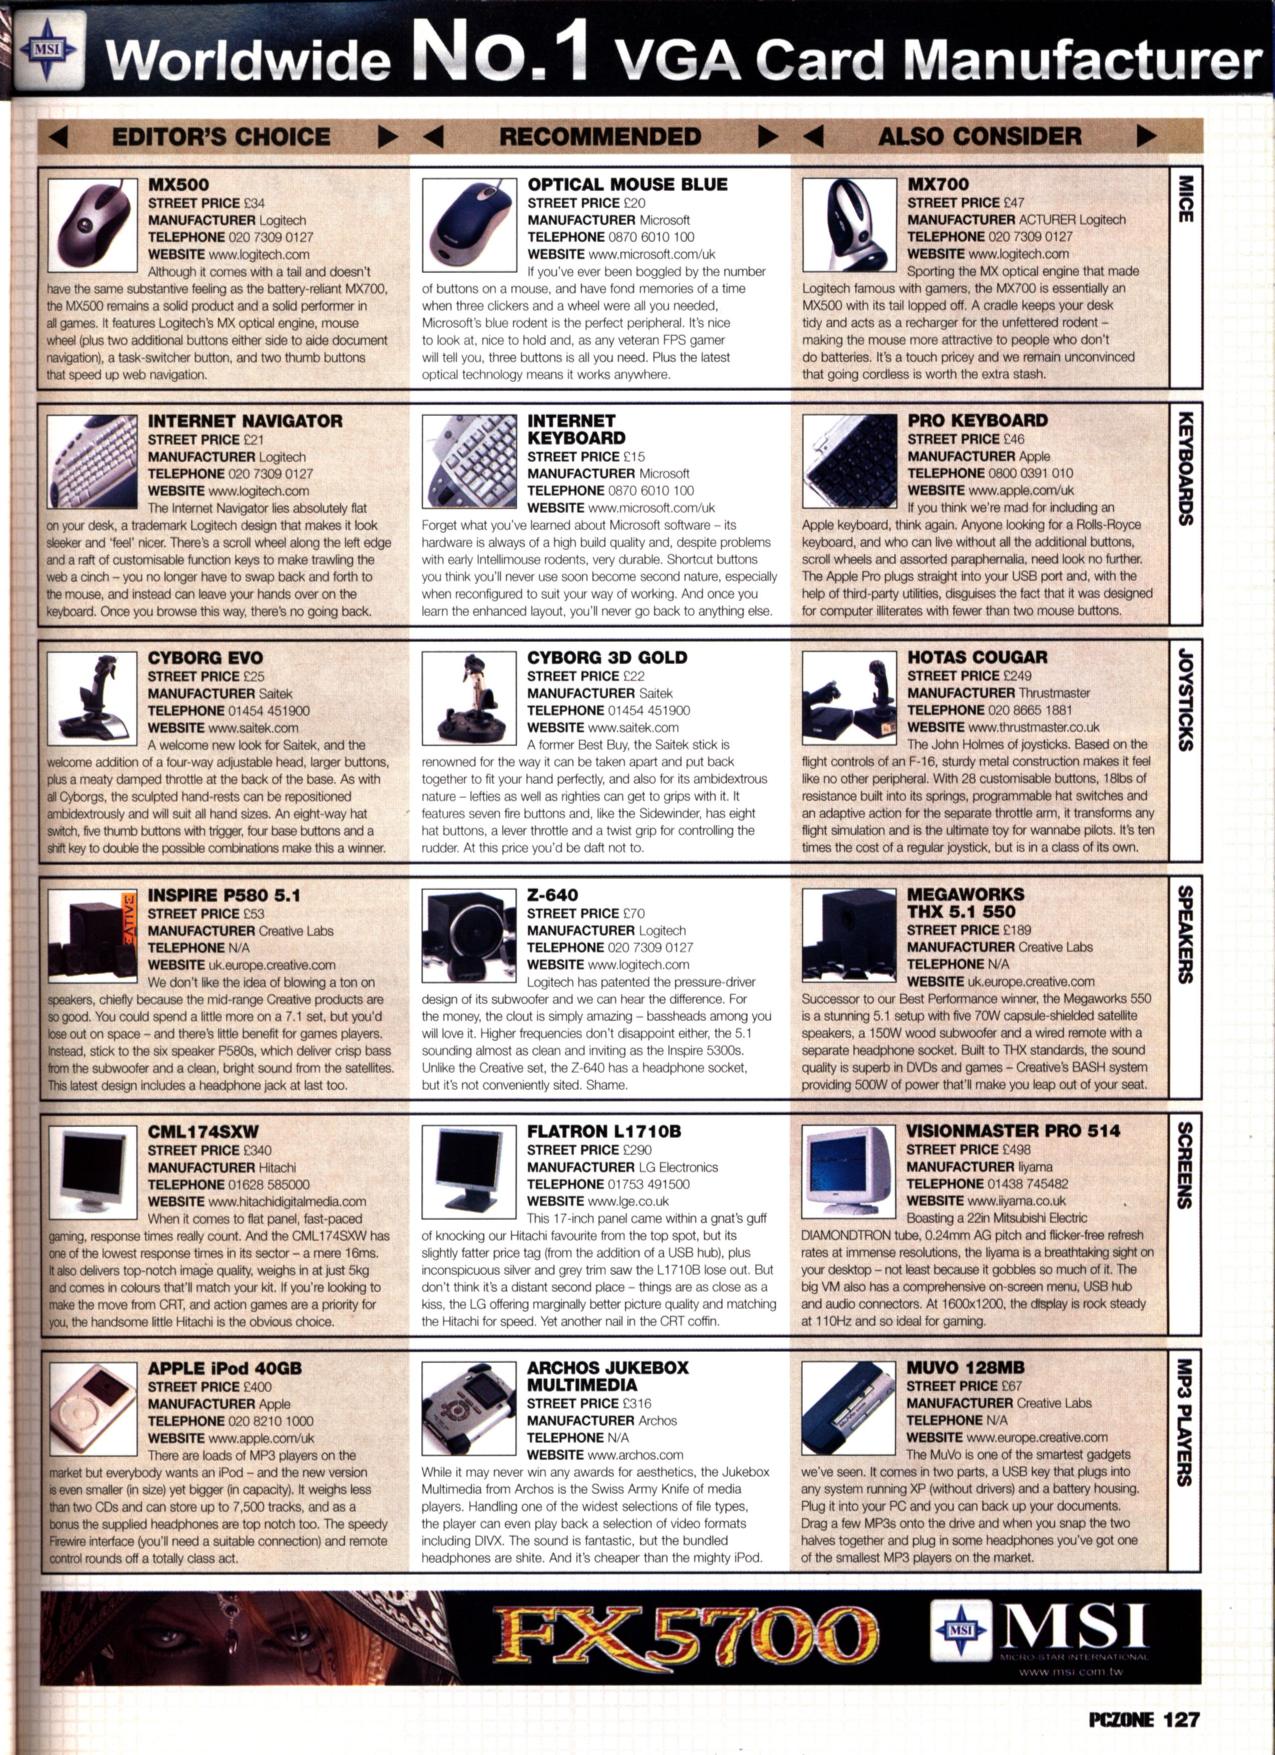 MSI
Worldwide No.1 VGA Card Manufacturer
EDITOR'S CHOICE
RECOMMENDED
ALSO CONSIDER
MICE
MX500
STREET PRICE £34
MANUFACTURER Logitech
TELEPHONE 020 7309 0127
WEBSITE www.logitech.com
Although it comes with a tail and doesn't
have the same substantive feeling as the battery-reliant MX700,
the MX500 remains a solid product and a solid performer in
all games. It features Logitech's MX optical engine, mouse
wheel (plus two additional buttons either side to aide document
navigation), a task-switcher button, and two thumb buttons
that speed up web navigation.
OPTICAL MOUSE BLUE
STREET PRICE £20
MANUFACTURER Microsoft
TELEPHONE 0870 6010 100
WEBSITE www.microsoft.com/uk
If you've ever been boggled by the number
of buttons on a mouse, and have fond memories of a time
when three clickers and a wheel were all you needed,
Microsoft's blue rodent is the perfect peripheral. It's nice
to look at, nice to hold and, as any veteran FPS gamer
will tell you, three buttons is all you need. Plus the latest
optical technology means it works anywhere.
MX700
STREET PRICE £47
MANUFACTURER ACTURER Logitech
TELEPHONE 020 7309 0127
WEBSITE www.logitech.com
Sporting the MX optical engine that made
Logitech famous with gamers, the MX700 is essentially an
MX500 with its tail lopped off. A cradle keeps your desk
tidy and acts as a recharger for the unfettered rodent –
making the mouse more attractive to people who don't
do batteries. It's a touch pricey and we remain unconvinced
that going cordless is worth the extra stash.
KEYBOARDS
INTERNET NAVIGATOR
STREET PRICE £21
MANUFACTURER Logitech
TELEPHONE 020 7309 0127
WEBSITE www.logitech.com
The Internet Navigator lies absolutely flat
on your desk, a trademark Logitech design that makes it look
sleeker and 'feel' nicer. There's a scroll wheel along the left edge
and a raft of customisable function keys to make trawling the
web a cinch – you no longer have to swap back and forth to
the mouse, and instead can leave your hands over on the
keyboard. Once you browse this way, there's no going back.
INTERNET
KEYBOARD
STREET PRICE £15
MANUFACTURER Microsoft
TELEPHONE 0870 6010 100
WEBSITE www.microsoft.com/uk
Forget what you've learned about Microsoft software – its
hardware is always of a high build quality and, despite problems
with early Intellimouse rodents, very durable. Shortcut buttons
you think you'll never use soon become second nature, especially
when reconfigured to suit your way of working. And once you
learn the enhanced layout, you'll never go back to anything else.
PRO KEYBOARD
STREET PRICE £46
MANUFACTURER Apple
TELEPHONE 0800 0391 010
WEBSITE www.apple.com/uk
If you think we're mad for including an
Apple keyboard, think again. Anyone looking for a Rolls-Royce
keyboard, and who can live without all the additional buttons,
scroll wheels and assorted paraphernalia, need look no further.
The Apple Pro plugs straight into your USB port and, with the
help of third-party utilities, disguises the fact that it was designed
for computer illiterates with fewer than two mouse buttons.
JOYSTICKS
CYBORG EVO
STREET PRICE £25
MANUFACTURER Saitek
TELEPHONE 01454 451900
WEBSITE www.saitek.com
A welcome new look for Saitek, and the
welcome addition of a four-way adjustable head, larger buttons,
plus a meaty damped throttle at the back of the base. As with
all Cyborgs, the sculpted hand-rests can be repositioned
ambidextrously and will suit all hand sizes. An eight-way hat
switch, five thumb buttons with trigger, four base buttons and a
shift key to double the possible combinations make this a winner.
CYBORG 3D GOLD
STREET PRICE £22
MANUFACTURER Saitek
TELEPHONE 01454 451900
WEBSITE www.saitek.com
A former Best Buy, the Saitek stick is
renowned for the way it can be taken apart and put back
together to fit your hand perfectly, and also for its ambidextrous
nature – lefties as well as righties can get to grips with it. It
features seven fire buttons and, like the Sidewinder, has eight
hat buttons, a lever throttle and a twist grip for controlling the
rudder. At this price you'd be daft not to.
HOTAS COUGAR
STREET PRICE £249
MANUFACTURER Thrustmaster
TELEPHONE 020 8665 1881
WEBSITE www.thrustmaster.co.uk
The John Holmes of joysticks. Based on the
flight controls of an F-16, sturdy metal construction makes it feel
like no other peripheral. With 28 customisable buttons, 18lbs of
resistance built into its springs, programmable hat switches and
an adaptive action for the separate throttle arm, it transforms any
flight simulation and is the ultimate toy for wannabe pilots. It's ten
times the cost of a regular joystick, but is in a class of its own.
SPEAKERS
INSPIRE P580 5.1
STREET PRICE £53
MANUFACTURER Creative Labs
TELEPHONE N/A
WEBSITE uk.europe.creative.com
We don't like the idea of blowing a ton on
speakers, chiefly because the mid-range Creative products are
so good. You could spend a little more on a 7.1 set, but you'd
lose out on space – and there's little benefit for games players.
Instead, stick to the six speaker P580s, which deliver crisp bass
from the subwoofer and a clean, bright sound from the satellites.
This latest design includes a headphone jack at last too.
Z-640
STREET PRICE £70
MANUFACTURER Logitech
TELEPHONE 020 7309 0127
WEBSITE www.logitech.com
Logitech has patented the pressure-driver
design of its subwoofer and we can hear the difference. For
the money, the clout is simply amazing – bassheads among you
will love it. Higher frequencies don't disappoint either, the 5.1
sounding almost as clean and inviting as the Inspire 5300s.
Unlike the Creative set, the Z-640 has a headphone socket,
but it's not conveniently sited. Shame.
MEGAWORKS
THX 5.1 550
STREET PRICE £189
MANUFACTURER Creative Labs
TELEPHONE N/A
WEBSITE uk.europe.creative.com
Successor to our Best Performance winner, the Megaworks 550
is a stunning 5.1 setup with five 70W capsule-shielded satellite
speakers, a 150W wood subwoofer and a wired remote with a
separate headphone socket. Built to THX standards, the sound
quality is superb in DVDs and games – Creative's BASH system
providing 500W of power that'll make you leap out of your seat.
SCREENS
CML174SXW
STREET PRICE £340
MANUFACTURER Hitachi
TELEPHONE 01628 585000
WEBSITE www.hitachidigitalmedia.com
When it comes to flat panel, fast-paced
gaming, response times really count. And the CML174SXW has
one of the lowest response times in its sector – a mere 16ms.
It also delivers top-notch image quality, weighs in at just 5kg
and comes in colours that'll match your kit. If you're looking to
make the move from CRT, and action games are a priority for
you, the handsome little Hitachi is the obvious choice.
FLATRON L1710B
STREET PRICE £290
MANUFACTURER LG Electronics
TELEPHONE 01753 491500
WEBSITE www.lge.co.uk
This 17-inch panel came within a gnat's guff
of knocking our Hitachi favourite from the top spot, but its
slightly fatter price tag (from the addition of a USB hub), plus
inconspicuous silver and grey trim saw the L1710B lose out. But
don't think it's a distant second place – things are as close as a
kiss, the LG offering marginally better picture quality and matching
the Hitachi for speed. Yet another nail in the CRT coffin.
VISIONMASTER PRO 514
STREET PRICE £498
MANUFACTURER Iiyama
TELEPHONE 01438 745482
WEBSITE www.iiyama.co.uk
Boasting a 22in Mitsubishi Electric
DIAMONDTRON tube, 0.24mm AG pitch and flicker-free refresh
rates at immense resolutions, the Iiyama is a breathtaking sight on
your desktop – not least because it gobbles so much of it. The
big VM also has a comprehensive on-screen menu, USB hub
and audio connectors. At 1600x1200, the display is rock steady
at 110Hz and so ideal for gaming.
MP3 PLAYERS
APPLE iPod 40GB
STREET PRICE £400
MANUFACTURER Apple
TELEPHONE 020 8210 1000
WEBSITE www.apple.com/uk
There are loads of MP3 players on the
market but everybody wants an iPod – and the new version
is even smaller (in size) yet bigger (in capacity). It weighs less
than two CDs and can store up to 7,500 tracks, and as a
bonus the supplied headphones are top notch too. The speedy
Firewire interface (you'll need a suitable connection) and remote
control rounds off a totally class act.
ARCHOS JUKEBOX
MULTIMEDIA
STREET PRICE £316
MANUFACTURER Archos
TELEPHONE N/A
WEBSITE www.archos.com
While it may never win any awards for aesthetics, the Jukebox
Multimedia from Archos is the Swiss Army Knife of media
players. Handling one of the widest selections of file types,
the player can even play back a selection of video formats
including DIVX. The sound is fantastic, but the bundled
headphones are shite. And it's cheaper than the mighty iPod.
MUVO 128MB
STREET PRICE £67
MANUFACTURER Creative Labs
TELEPHONE N/A
WEBSITE www.europe.creative.com
The MuVo is one of the smartest gadgets
we've seen. It comes in two parts, a USB key that plugs into
any system running XP (without drivers) and a battery housing.
Plug it into your PC and you can back up your documents.
Drag a few MP3s onto the drive and when you snap the two
halves together and plug in some headphones you've got one
of the smallest MP3 players on the market.
FX5700
MSI
MSI
MICRO-STAR INTERNATIONAL
www.msi.com.tw
PCZONE 127